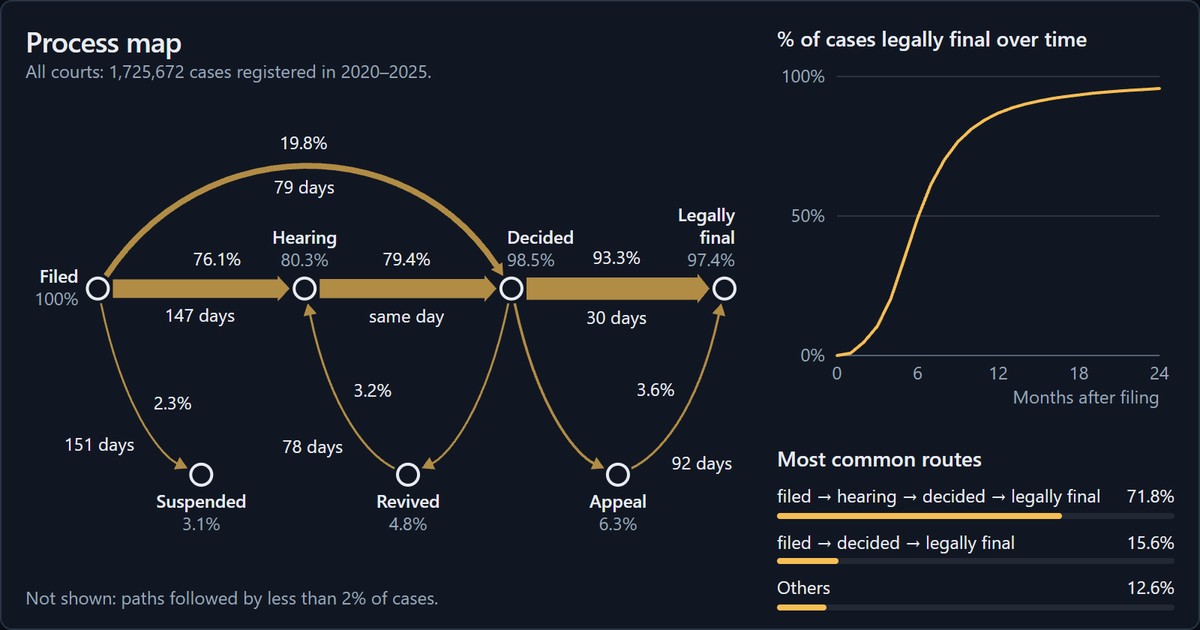 Process map
All courts: 1,725,672 cases registered in 2020–2025.
19.8%
79 days
Filed
100%
76.1%
147 days
Hearing
80.3%
79.4%
same day
Decided
98.5%
93.3%
30 days
Legally
final
97.4%
2.3%
151 days
3.2%
78 days
3.6%
92 days
Suspended
3.1%
Revived
4.8%
Appeal
6.3%
Not shown: paths followed by less than 2% of cases.
% of cases legally final over time
100%
50%
0%
0 6 12 18 24
Months after filing
Most common routes
filed → hearing → decided → legally final 71.8%
filed → decided → legally final 15.6%
Others 12.6%